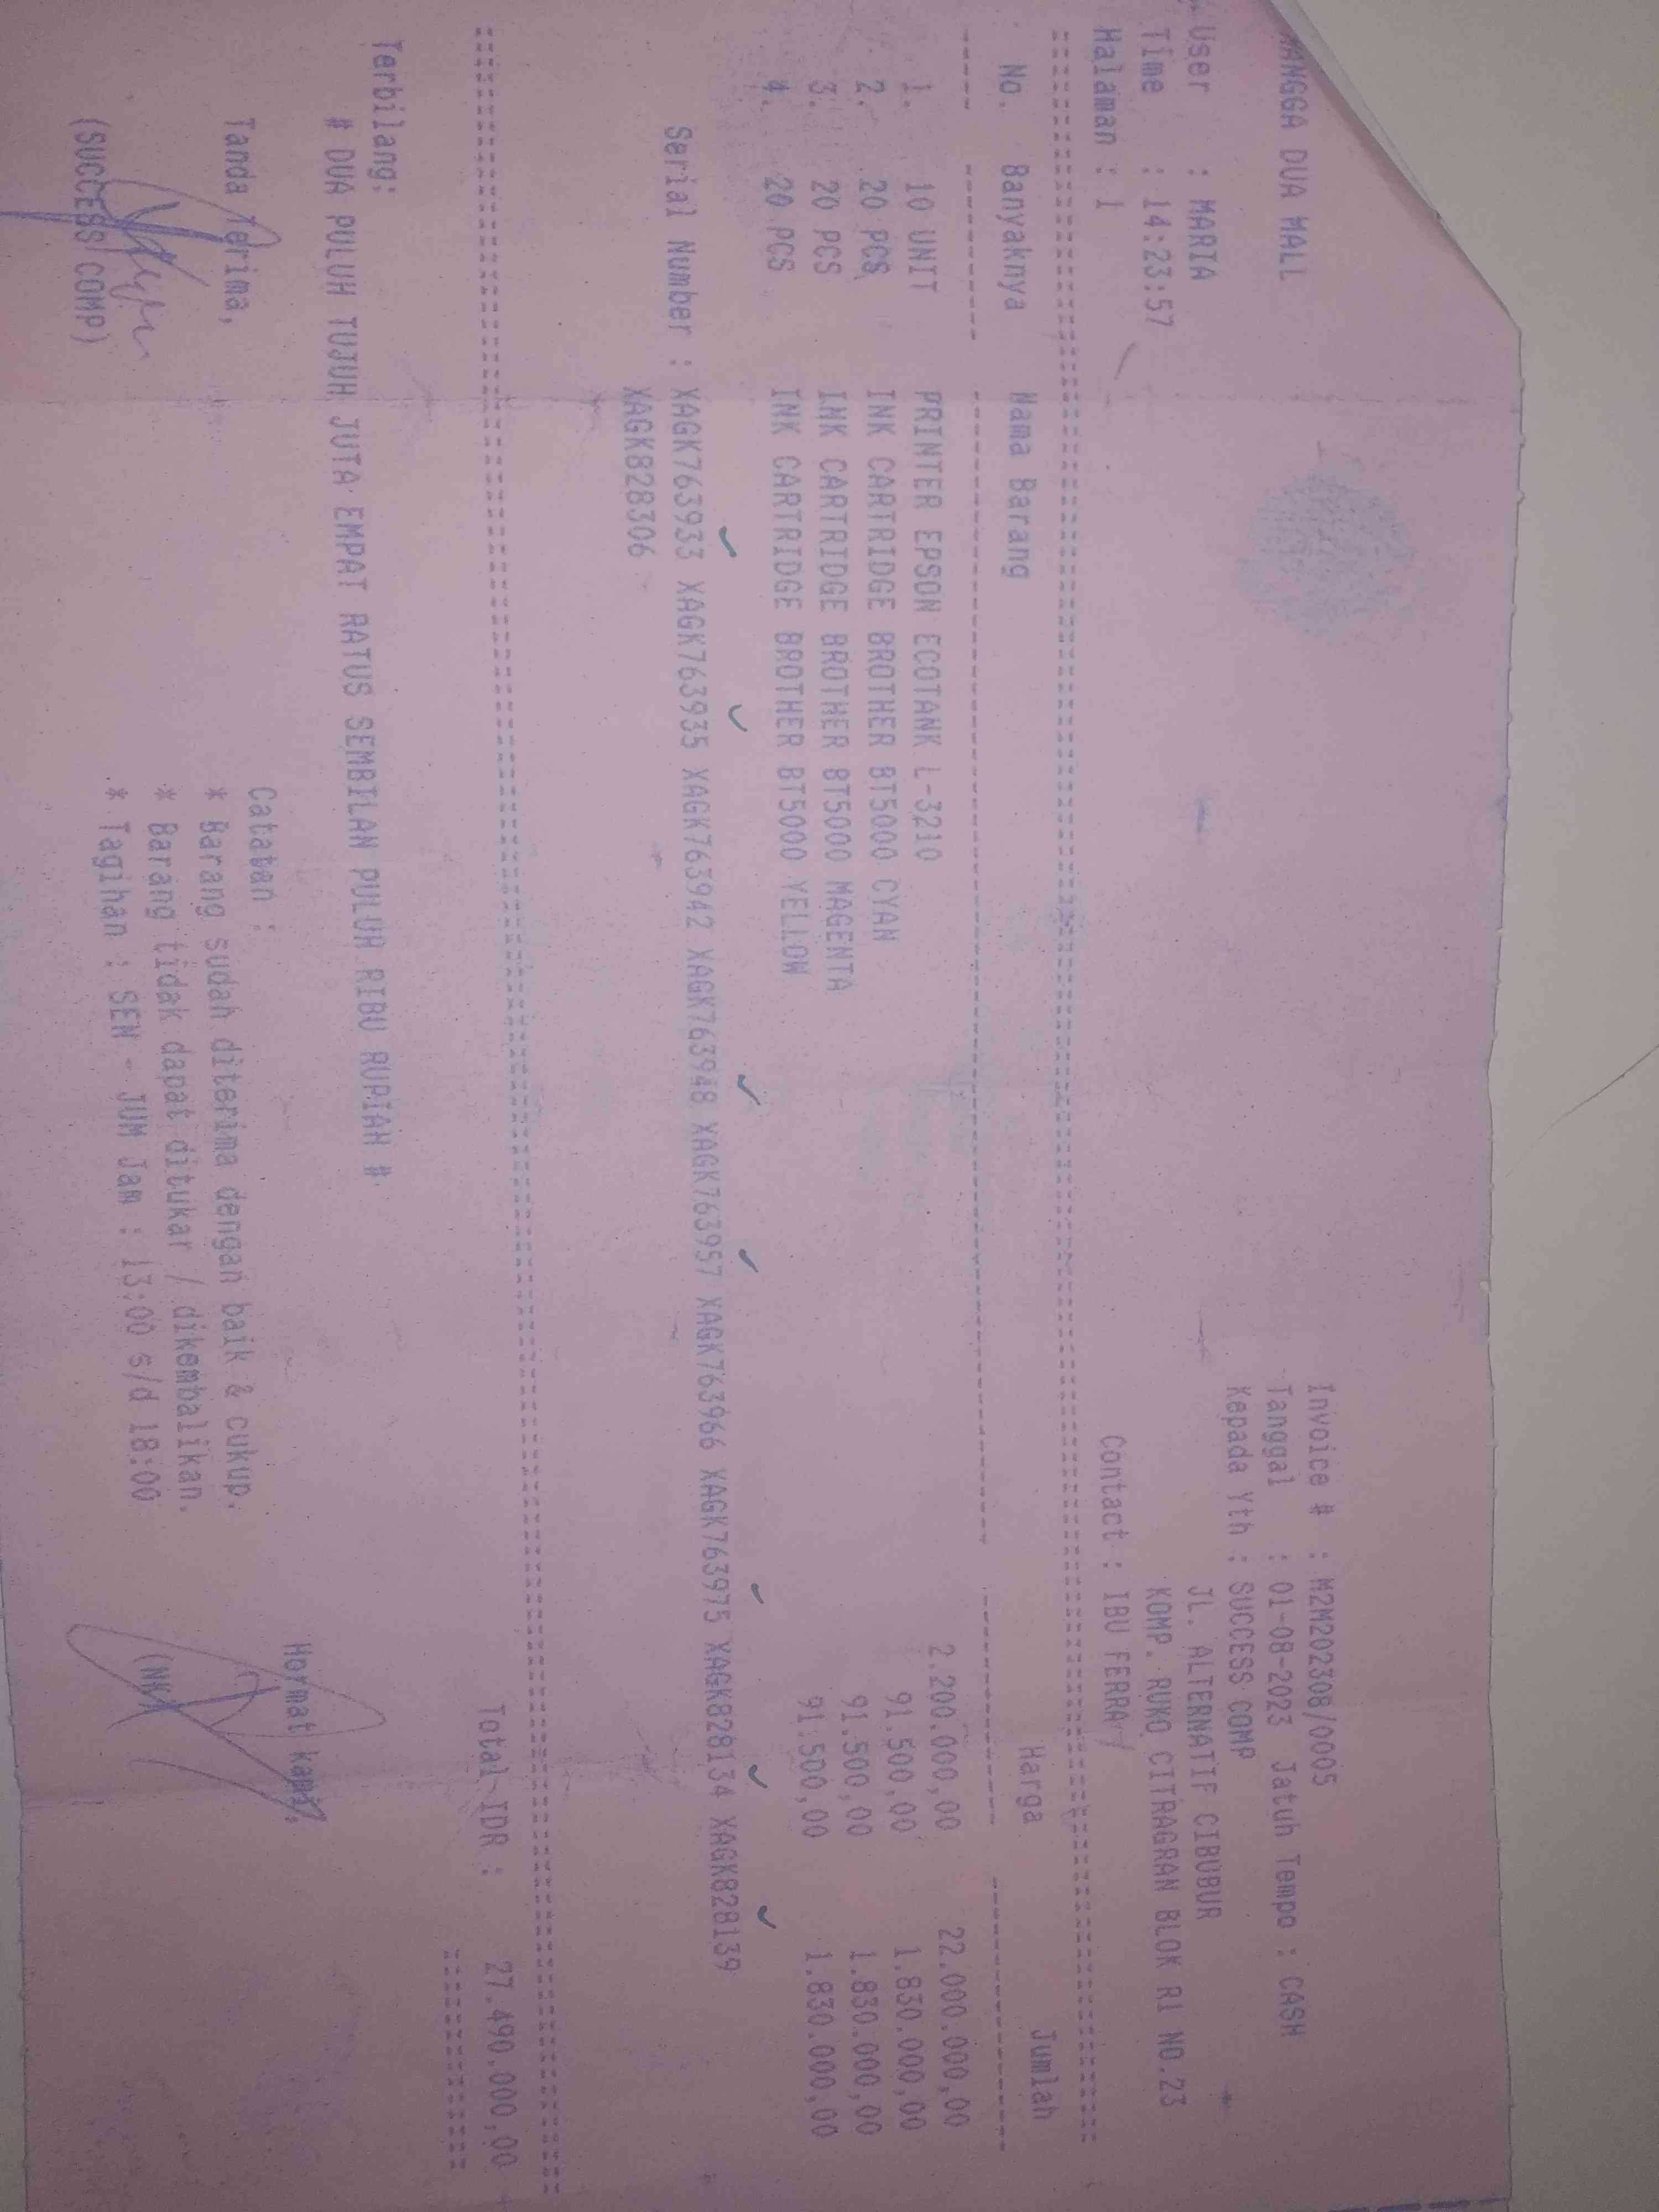 MANGGA DUA MALL
Invoice # : M2M202308/0005
Tanggal : 01-08-2023 Jatuh Tempo : CASH
User : MARIA
Kepada Yth : SUCCESS COMP
Time : 14:23:57
JL. ALTERNATIF CIBUBUR
KOMP. RUKO CITRAGRAN BLOK R1 NO.23
Halaman : 1
Contact : IBU FERRA /
No. Banyaknya Nama Barang Harga Jumlah
1. 10 UNIT PRINTER EPSON ECOTANK L-3210 2.200.000,00 22.000.000,00
2. 20 PCS INK CARTRIDGE BROTHER BT5000 CYAN 91.500,00 1.830.000,00
3. 20 PCS INK CARTRIDGE BROTHER BT5000 MAGENTA 91.500,00 1.830.000,00
4. 20 PCS INK CARTRIDGE BROTHER BT5000 YELLOW 91.500,00 1.830.000,00
Serial Number : XAGK763933 XAGK763935 XAGK763942 XAGK763948 XAGK763957 XAGK763966 XAGK763975 XAGK828134 XAGK828139
XAGK828306
Total IDR : 27.490.000,00
Terbilang:
# DUA PULUH TUJUH JUTA EMPAT RATUS SEMBILAN PULUH RIBU RUPIAH #
Tanda Terima,
Catatan :
Hormat kami,
* Barang sudah diterima dengan baik & cukup.
* Barang tidak dapat ditukar / dikembalikan.
* Tagihan : SEN - JUM Jam : 13:00 s/d 18:00
(SUCCESS COMP)
(NK)